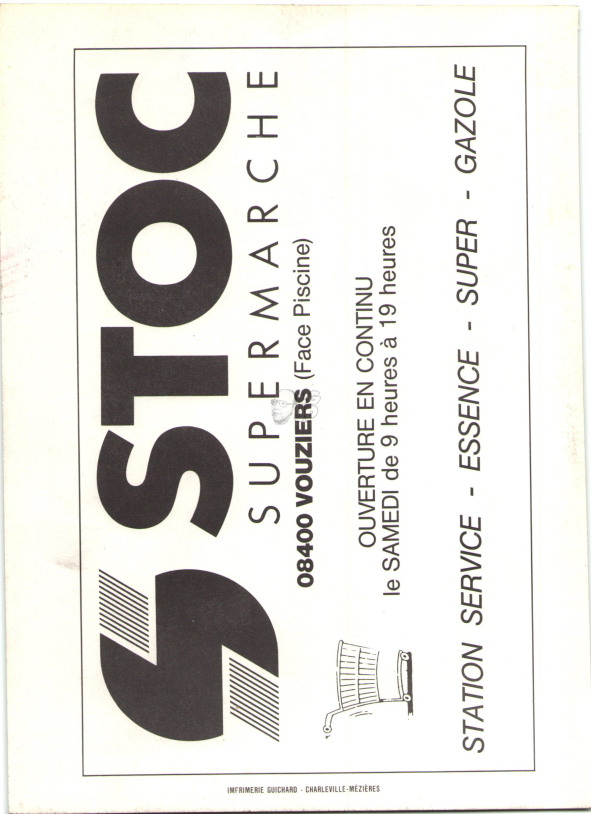 STOC
SUPERMARCHE
08400 VOUZIERS (Face Piscine)
OUVERTURE EN CONTINU
le SAMEDI de 9 heures à 19 heures
STATION SERVICE - ESSENCE - SUPER - GAZOLE
IMPRIMERIE GUICHARD - CHARLEVILLE-MÉZIÈRES